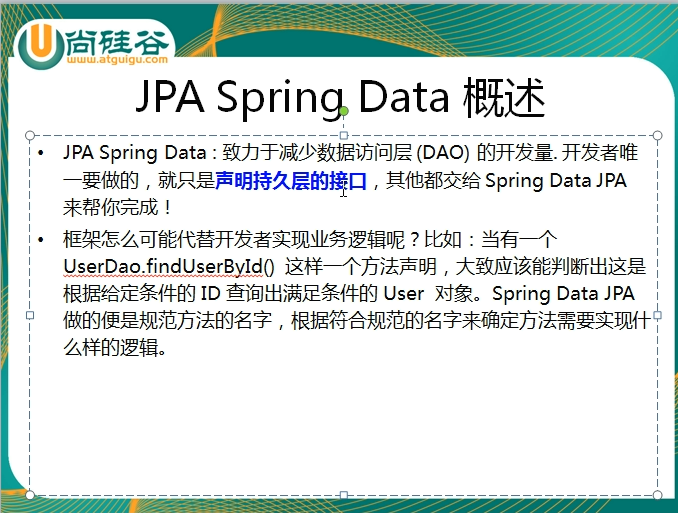 尚硅谷
www.atguigu.com
JPA Spring Data 概述
• JPA Spring Data : 致力于减少数据访问层 (DAO) 的开发量. 开发者唯
一要做的，就只是声明持久层的接口，其他都交给 Spring Data JPA
来帮你完成！
• 框架怎么可能代替开发者实现业务逻辑呢？比如：当有一个
UserDao.findUserById() 这样一个方法声明，大致应该能判断出这是
根据给定条件的 ID 查询出满足条件的 User 对象。Spring Data JPA
做的便是规范方法的名字，根据符合规范的名字来确定方法需要实现什
么样的逻辑。